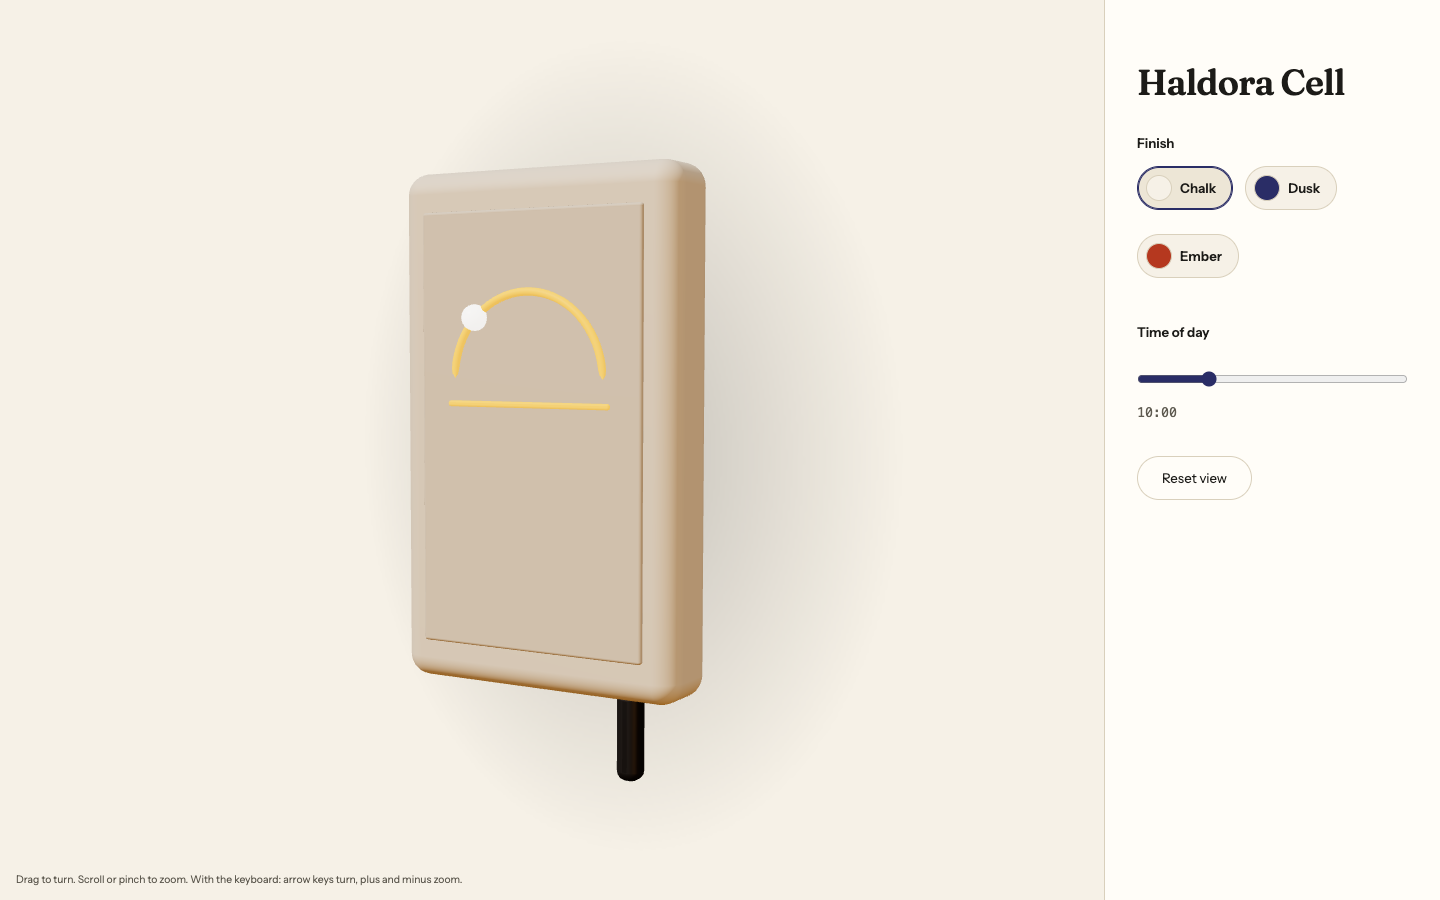 Haldora Cell
Finish
Chalk
Dusk
Ember
Time of day
10:00
Reset view
Drag to turn. Scroll or pinch to zoom. With the keyboard: arrow keys turn, plus and minus zoom.